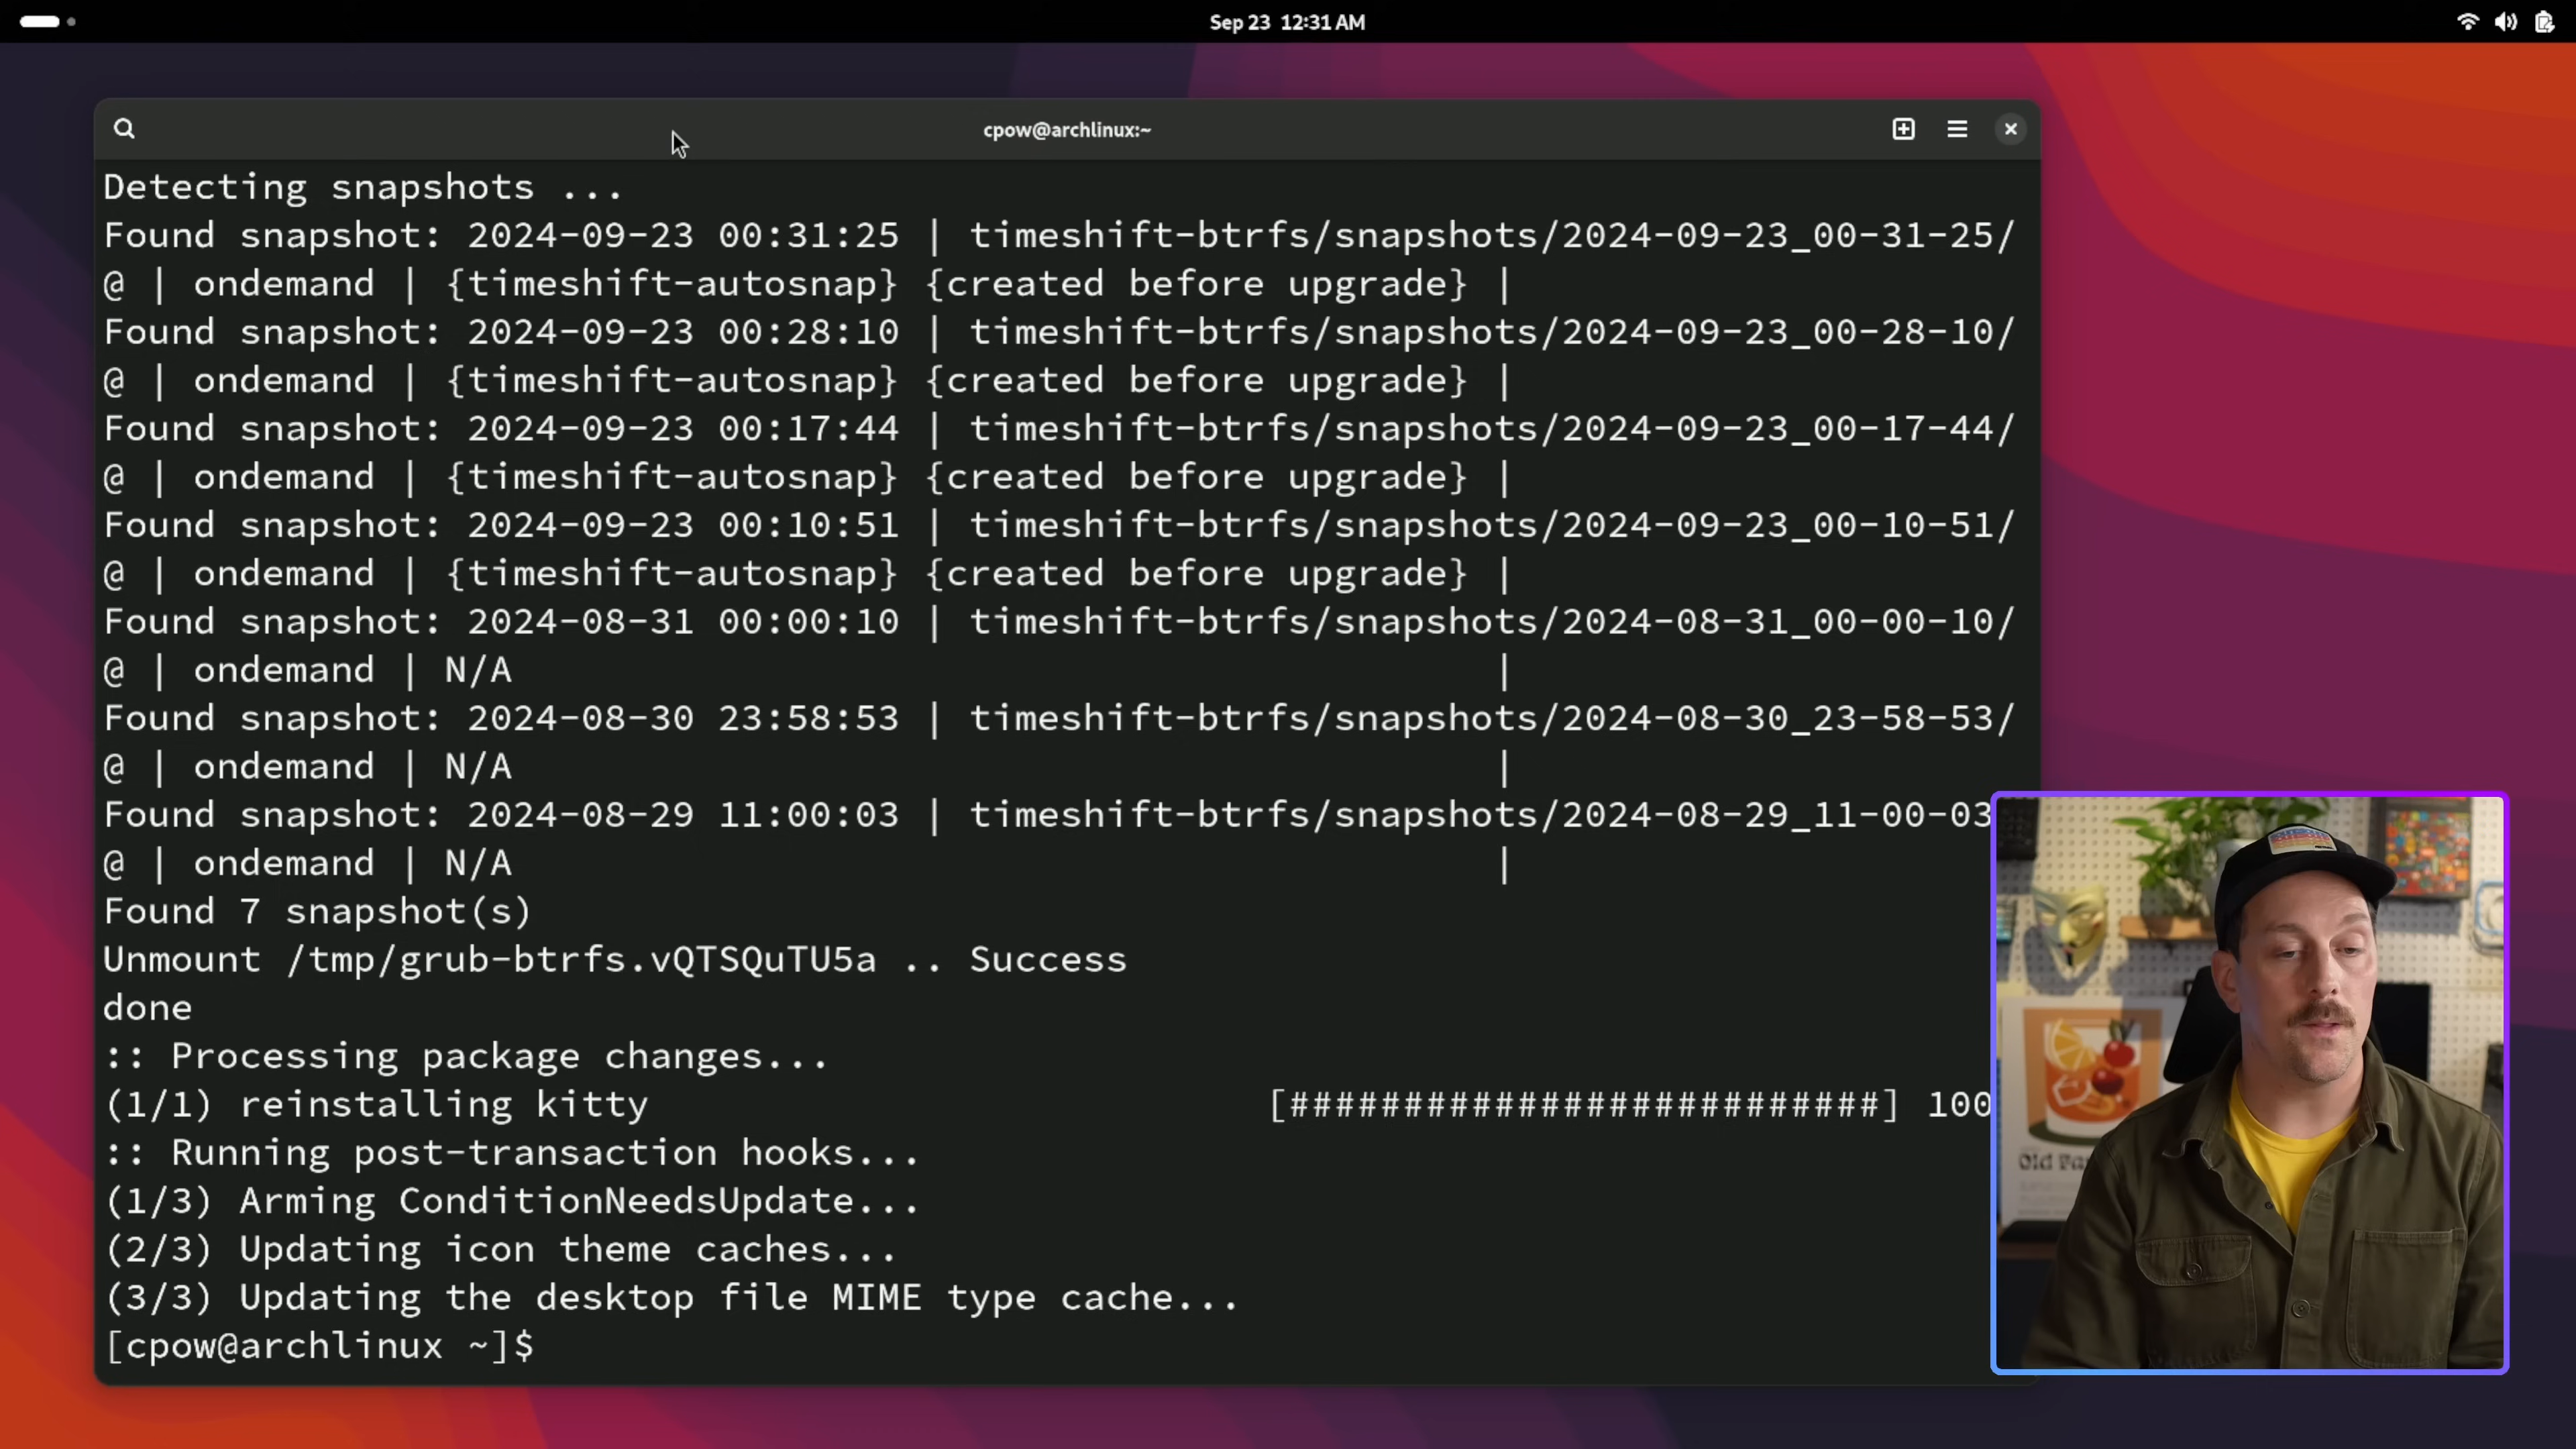 Sep 23 12:31 AM
cpow@archlinux:~
Detecting snapshots ...
Found snapshot: 2024-09-23 00:31:25 | timeshift-btrfs/snapshots/2024-09-23_00-31-25/
@ | ondemand | {timeshift-autosnap} {created before upgrade} |
Found snapshot: 2024-09-23 00:28:10 | timeshift-btrfs/snapshots/2024-09-23_00-28-10/
@ | ondemand | {timeshift-autosnap} {created before upgrade} |
Found snapshot: 2024-09-23 00:17:44 | timeshift-btrfs/snapshots/2024-09-23_00-17-44/
@ | ondemand | {timeshift-autosnap} {created before upgrade} |
Found snapshot: 2024-09-23 00:10:51 | timeshift-btrfs/snapshots/2024-09-23_00-10-51/
@ | ondemand | {timeshift-autosnap} {created before upgrade} |
Found snapshot: 2024-08-31 00:00:10 | timeshift-btrfs/snapshots/2024-08-31_00-00-10/
@ | ondemand | N/A |
Found snapshot: 2024-08-30 23:58:53 | timeshift-btrfs/snapshots/2024-08-30_23-58-53/
@ | ondemand | N/A |
Found snapshot: 2024-08-29 11:00:03 | timeshift-btrfs/snapshots/2024-08-29_11-00-03
@ | ondemand | N/A |
Found 7 snapshot(s)
Unmount /tmp/grub-btrfs.vQTSQuTU5a .. Success
done
:: Processing package changes...
(1/1) reinstalling kitty [##########################] 100
:: Running post-transaction hooks...
(1/3) Arming ConditionNeedsUpdate...
(2/3) Updating icon theme caches...
(3/3) Updating the desktop file MIME type cache...
[cpow@archlinux ~]$
Old